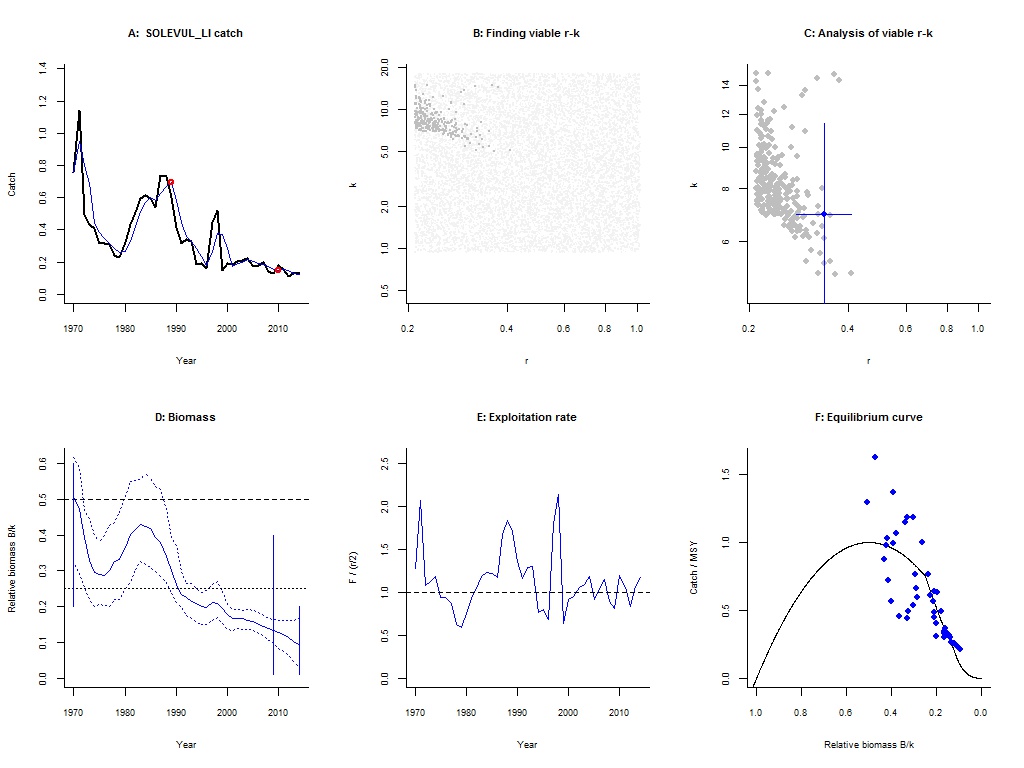 A:  SOLEVUL_LI catch
Catch
1.4
1.2
1.0
0.8
0.6
0.4
0.2
0.0
1970 1980 1990 2000 2010
Year
B: Finding viable r-k
k
20.0
10.0
5.0
2.0
1.0
0.5
0.2 0.4 0.6 0.8 1.0
r
C: Analysis of viable r-k
k
14
12
10
8
6
0.2 0.4 0.6 0.8 1.0
r
D: Biomass
Relative biomass B/k
0.6
0.5
0.4
0.3
0.2
0.1
0.0
1970 1980 1990 2000 2010
Year
E: Exploitation rate
F / (r/2)
2.5
2.0
1.5
1.0
0.5
0.0
1970 1980 1990 2000 2010
Year
F: Equilibrium curve
Catch / MSY
1.5
1.0
0.5
0.0
1.0 0.8 0.6 0.4 0.2 0.0
Relative biomass B/k